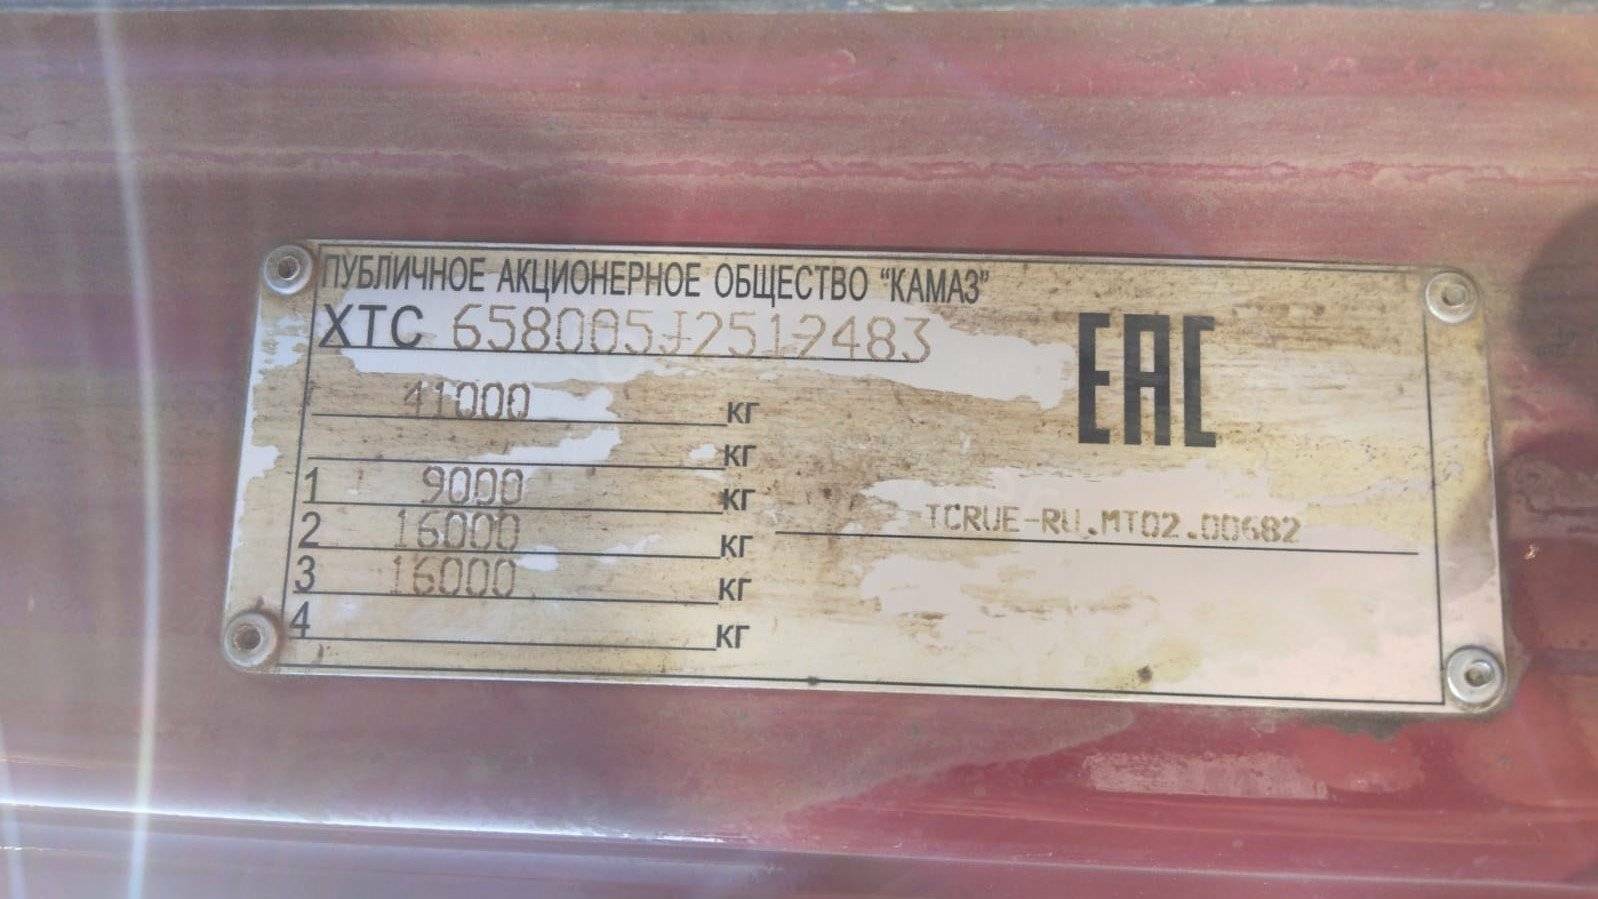 ПУБЛИЧНОЕ АКЦИОНЕРНОЕ ОБЩЕСТВО "КАМАЗ"
XTC 658005J2512483
EAC
41000 кг
кг
1 9000 кг
2 16000 кг
3 16000 кг
4 кг
TCRUE-RU.MT02.00682